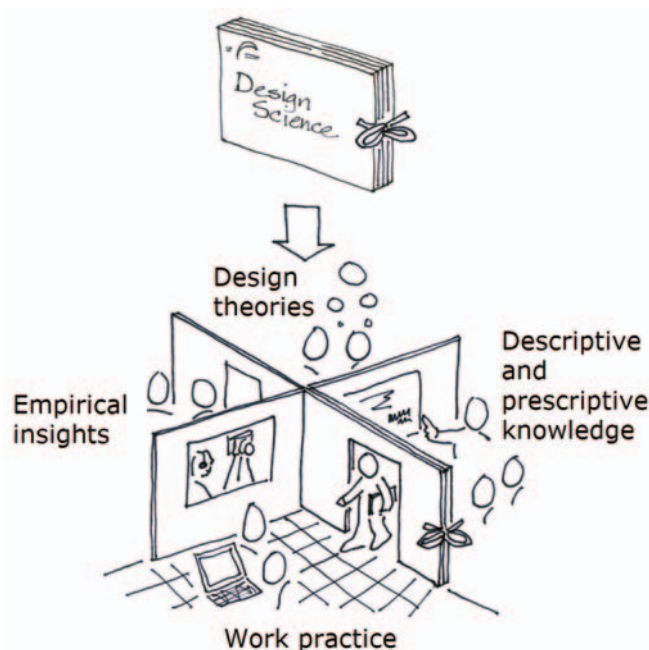 Design
Science
Design
theories
Empirical
insights
Descriptive
and
prescriptive
knowledge
Work practice